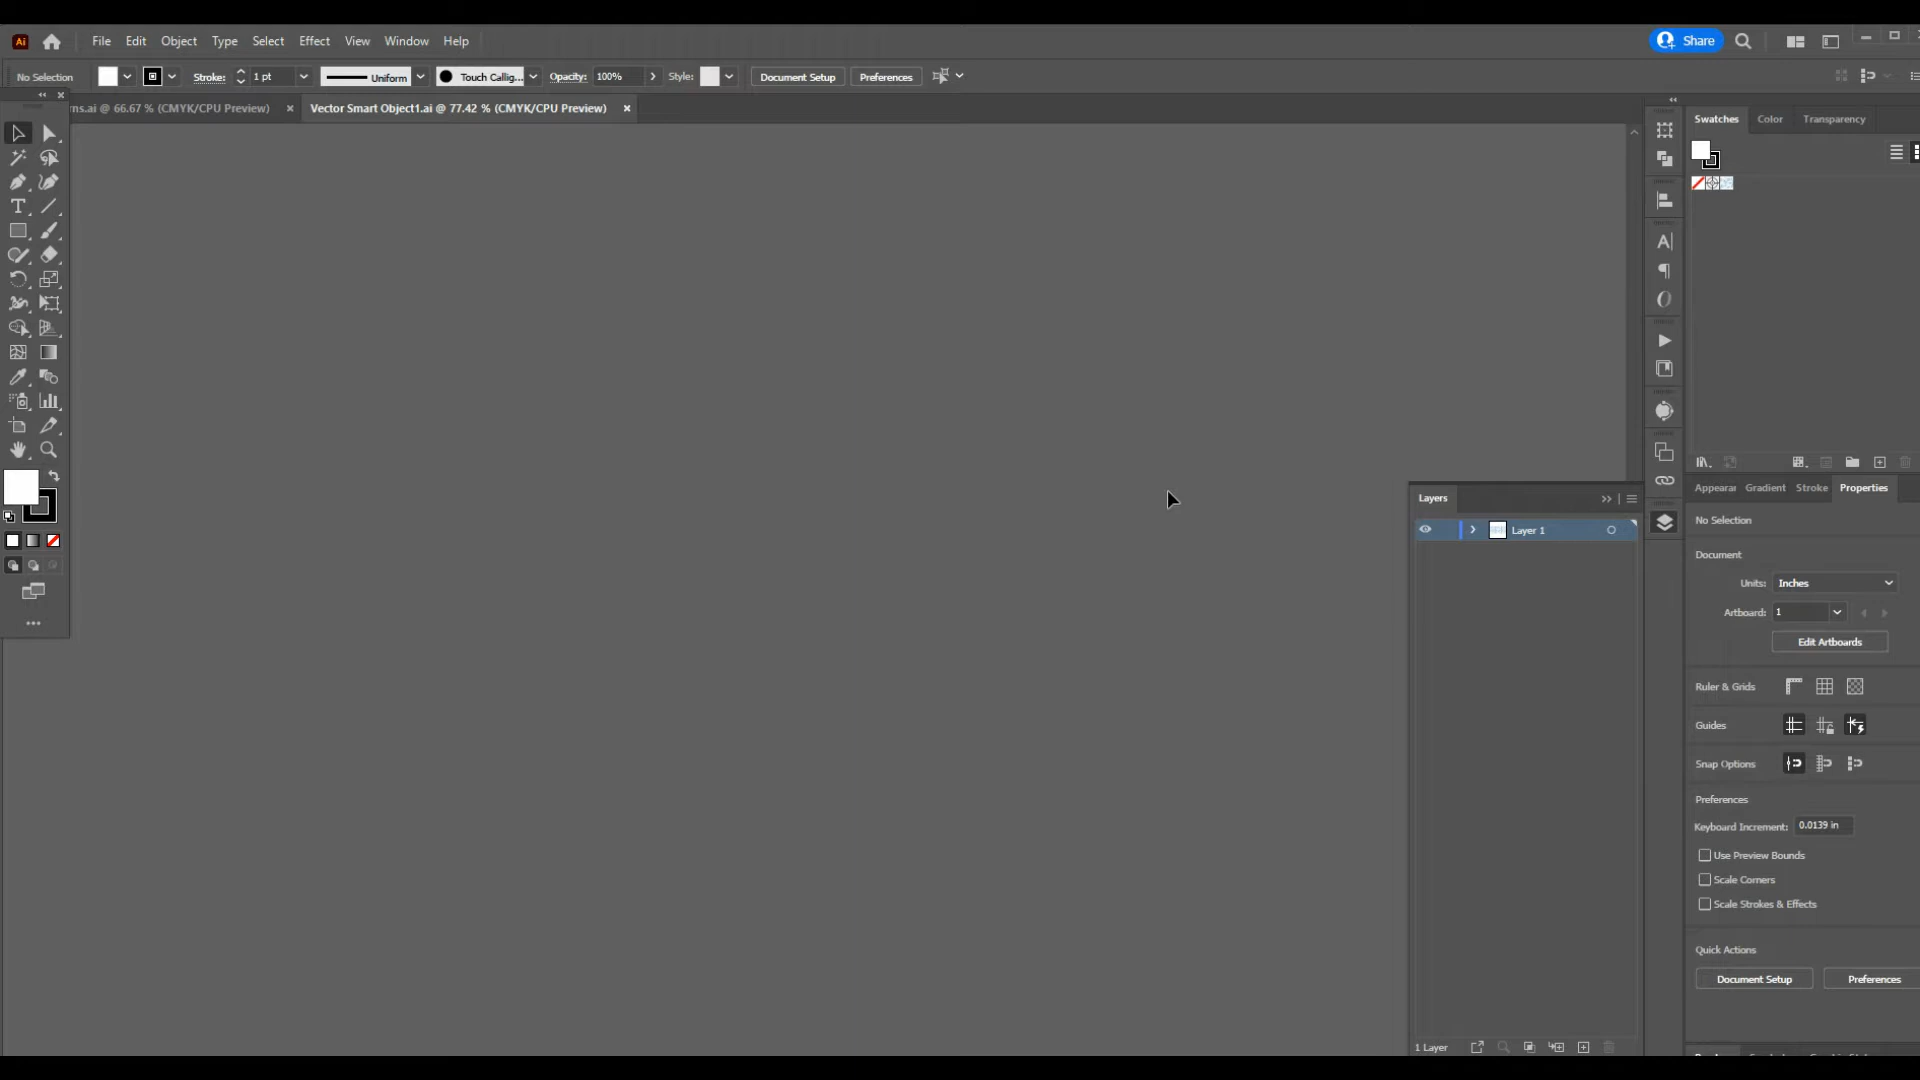 Ai File Edit Object Type Select Effect View Window Help Share
No Selection Stroke: 1 pt Uniform Touch Callig... Opacity: 100% Style: Document Setup Preferences
ns.ai @ 66.67 % (CMYK/CPU Preview) × Vector Smart Object1.ai @ 77.42 % (CMYK/CPU Preview) ×
Swatches Color Transparency
Appearar Gradient Stroke Properties
Layers
No Selection
Layer 1
Document
Units: Inches
Artboard: 1
Edit Artboards
Ruler & Grids
Guides
Snap Options
Preferences
Keyboard Increment: 0.0139 in
Use Preview Bounds
Scale Corners
Scale Strokes & Effects
Quick Actions
Document Setup Preferences
1 Layer